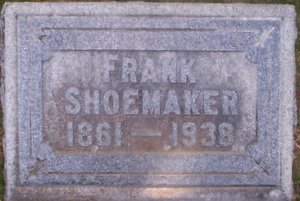 FRANK
SHOEMAKER
1861 — 1938